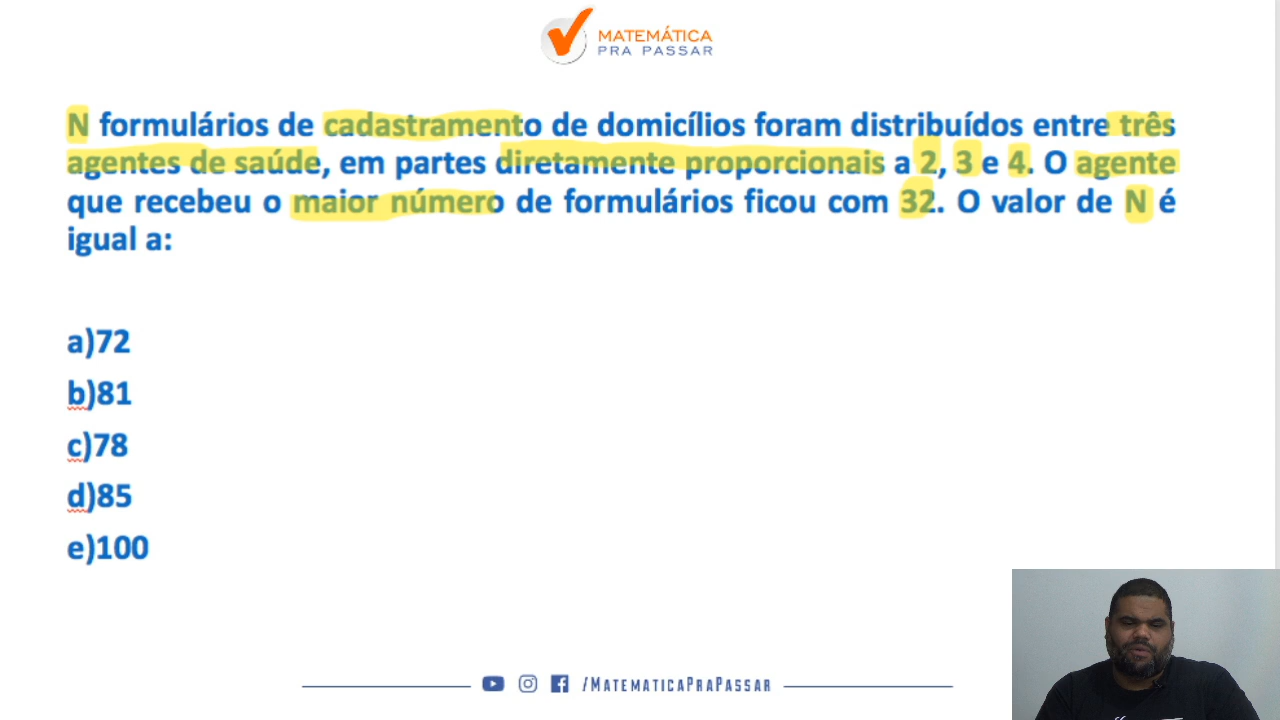 MATEMÁTICA
PRA PASSAR
N formulários de cadastramento de domicílios foram distribuídos entre três
agentes de saúde, em partes diretamente proporcionais a 2, 3 e 4. O agente
que recebeu o maior número de formulários ficou com 32. O valor de N é
igual a:
a)72
b)81
c)78
d)85
e)100
/MATEMATICAPRAPASSAR